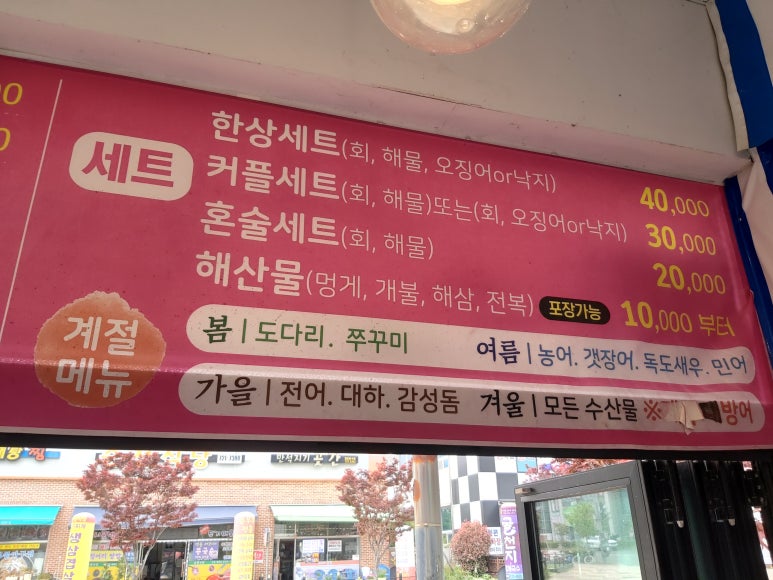 세트
한상세트(회, 해물, 오징어or낙지) 40,000
커플세트(회, 해물)또는(회, 오징어or낙지) 30,000
혼술세트(회, 해물) 20,000
해산물(멍게, 개불, 해삼, 전복) 포장가능 10,000 부터
계절
메뉴
봄 | 도다리. 쭈꾸미 여름 | 농어. 갯장어. 독도새우. 민어
가을 | 전어. 대하. 감성돔 겨울 | 모든 수산물 ※ 방어